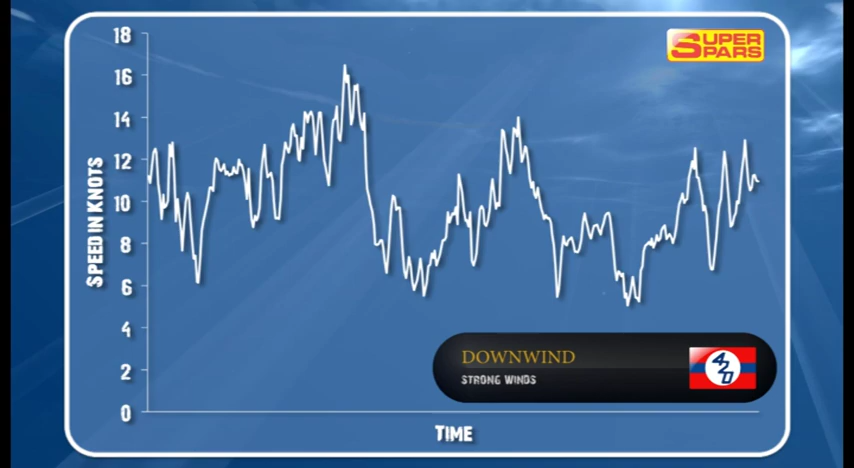 18
SUPER
SPARS
16
14
12
10
8
6
4
2
0
SPEED IN KNOTS
DOWNWIND
STRONG WINDS
420
TIME